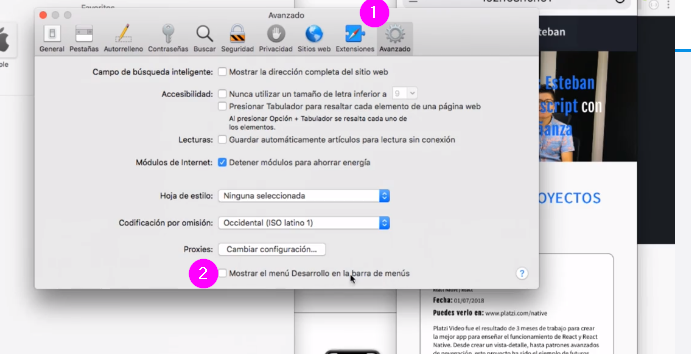 Favoritos
Avanzado
1
General Pestañas Autorrelleno Contraseñas Buscar Seguridad Privacidad Sitios web Extensiones Avanzado
Campo de búsqueda inteligente: Mostrar la dirección completa del sitio web
Accesibilidad: Nunca utilizar un tamaño de letra inferior a 9
Presionar Tabulador para resaltar cada elemento de una página web
Al presionar Opción + Tabulador se resalta cada uno de
los elementos.
Lecturas: Guardar automáticamente artículos para lectura sin conexión
Módulos de Internet: Detener módulos para ahorrar energía
Hoja de estilo: Ninguna seleccionada
Codificación por omisión: Occidental (ISO latino 1)
Proxies: Cambiar configuración...
2 Mostrar el menú Desarrollo en la barra de menús
?
ple
teban
Esteban
script con
anza
OYECTOS
Fecha: 01/07/2018
Puedes verlo en: www.platzi.com/native
Platzi Video fue el resultado de 3 meses de trabajo para crear
la mejor app para enseñar el funcionamiento de React y React
Native. Desde crear un vista-detalle, hasta patrones avanzados